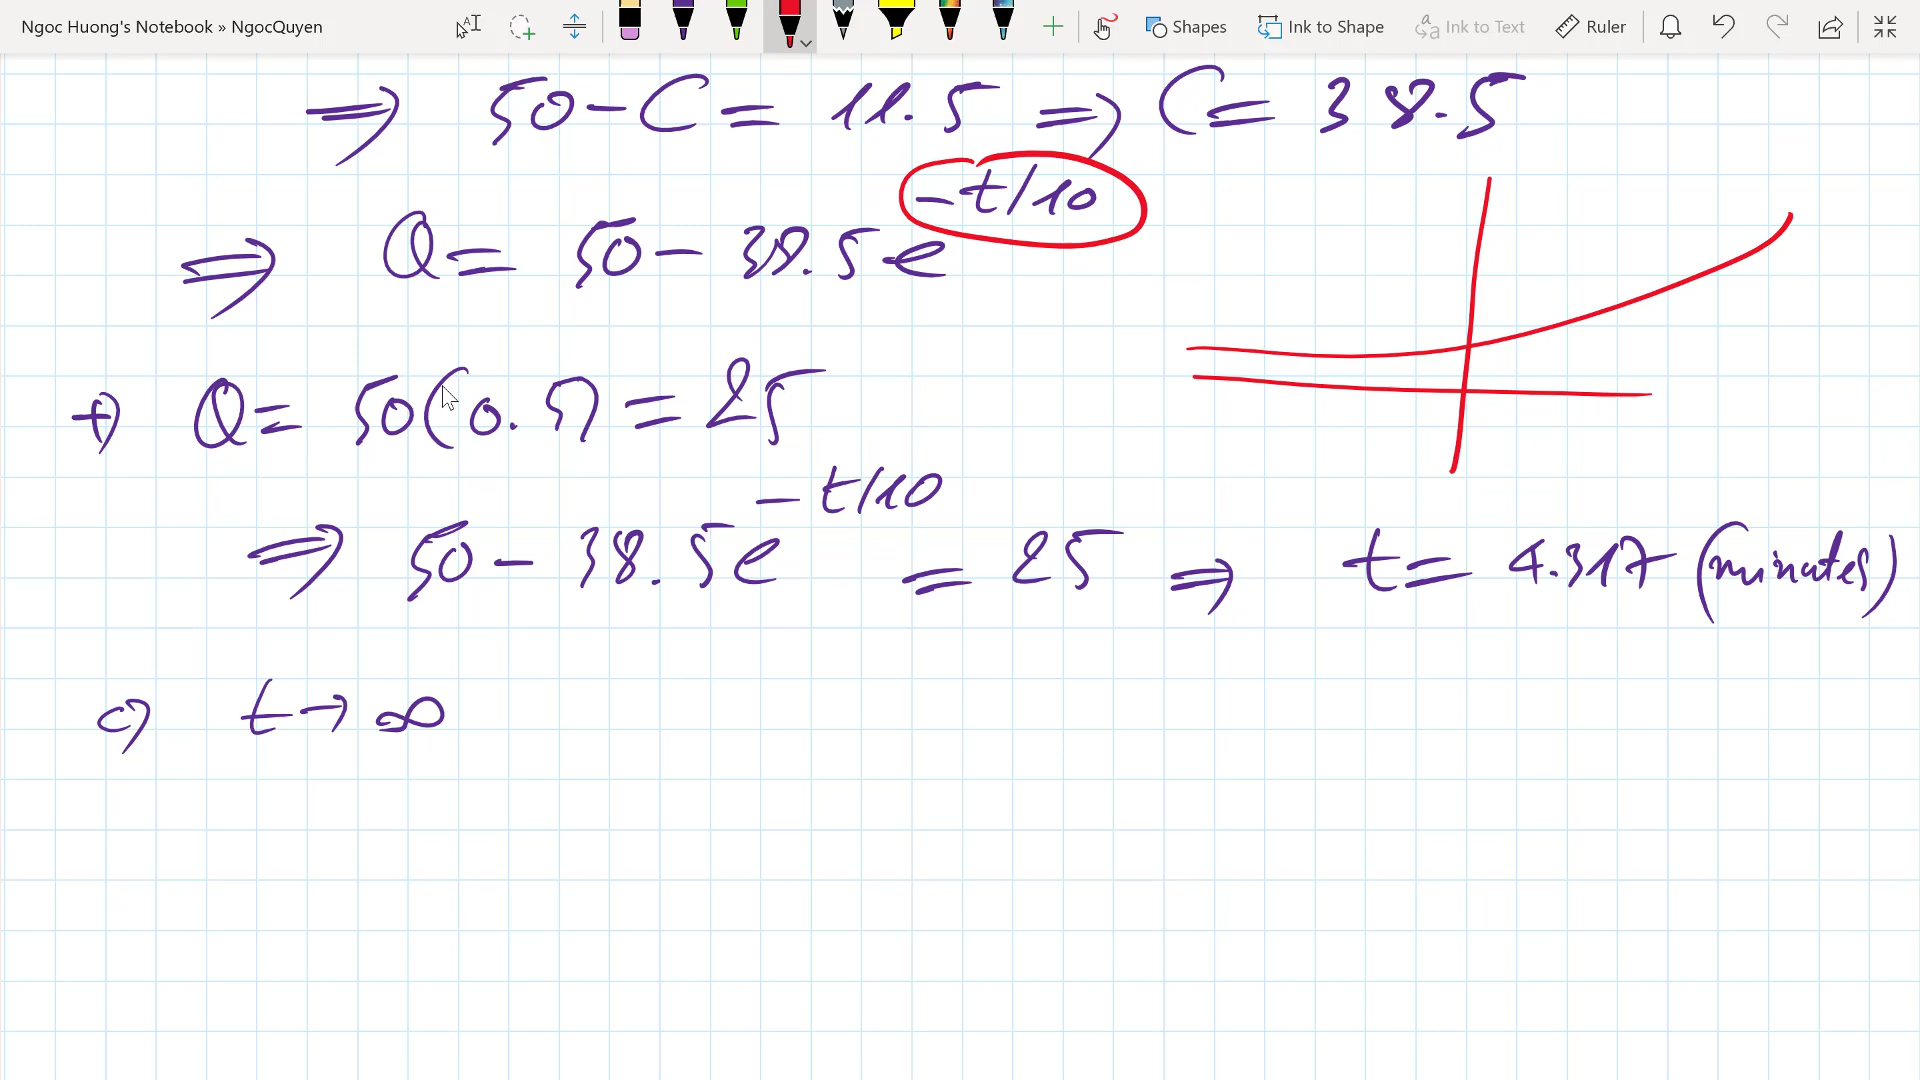 Ngoc Huong's Notebook » NgocQuyen
Shapes
Ink to Shape
Ink to Text
Ruler
⇒ 50 - C = 11.5 ⇒ C = 38.5
⇒ Q = 50 - 38.5e^{-t/10}
+) Q = 50(0.5) = 25
⇒ 50 - 38.5e^{-t/10} = 25 ⇒ t = 4.317 (minutes)
c) t → ∞